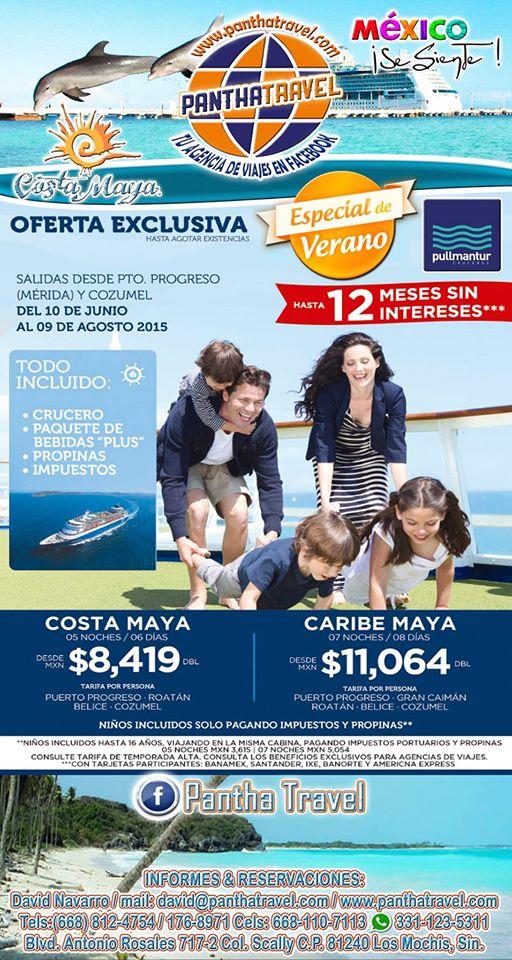 www.panthatravel.com
MÉXICO
¡Se Siente!
PANTHATRAVEL
TU AGENCIA DE VIAJES EN FACEBOOK
Costa Maya
OFERTA EXCLUSIVA
HASTA AGOTAR EXISTENCIAS
Especial de
Verano
pullmantur
CRUCEROS
SALIDAS DESDE PTO. PROGRESO
(MÉRIDA) Y COZUMEL
DEL 10 DE JUNIO
AL 09 DE AGOSTO 2015
HASTA 12 MESES SIN
INTERESES***
TODO
INCLUIDO:
• CRUCERO
• PAQUETE DE
BEBIDAS "PLUS"
• PROPINAS
• IMPUESTOS
COSTA MAYA
05 NOCHES / 06 DÍAS
DESDE
MXN $8,419 DBL
TARIFA POR PERSONA
PUERTO PROGRESO · ROATÁN
BELICE · COZUMEL
CARIBE MAYA
07 NOCHES / 08 DÍAS
DESDE
MXN $11,064 DBL
TARIFA POR PERSONA
PUERTO PROGRESO · GRAN CAIMÁN
ROATÁN · BELICE · COZUMEL
NIÑOS INCLUIDOS SOLO PAGANDO IMPUESTOS Y PROPINAS**
**NIÑOS INCLUIDOS HASTA 16 AÑOS, VIAJANDO EN LA MISMA CABINA, PAGANDO IMPUESTOS PORTUARIOS Y PROPINAS
05 NOCHES MXN 3,615 | 07 NOCHES MXN 5,054
CONSULTE TARIFA DE TEMPORADA ALTA. CONSULTA LOS BENEFICIOS EXCLUSIVOS PARA AGENCIAS DE VIAJES.
***CON TARJETAS PARTICIPANTES: BANAMEX, SANTANDER, IXE, BANORTE Y AMERICNA EXPRESS
f Pantha Travel
INFORMES & RESERVACIONES:
David Navarro / mail: david@panthatravel.com / www.panthatravel.com
Tels:(668) 812-4754 / 176-8971 Cels: 668-110-7113 331-123-5311
Blvd. Antonio Rosales 717-2 Col. Scally C.P. 81240 Los Mochis, Sin.